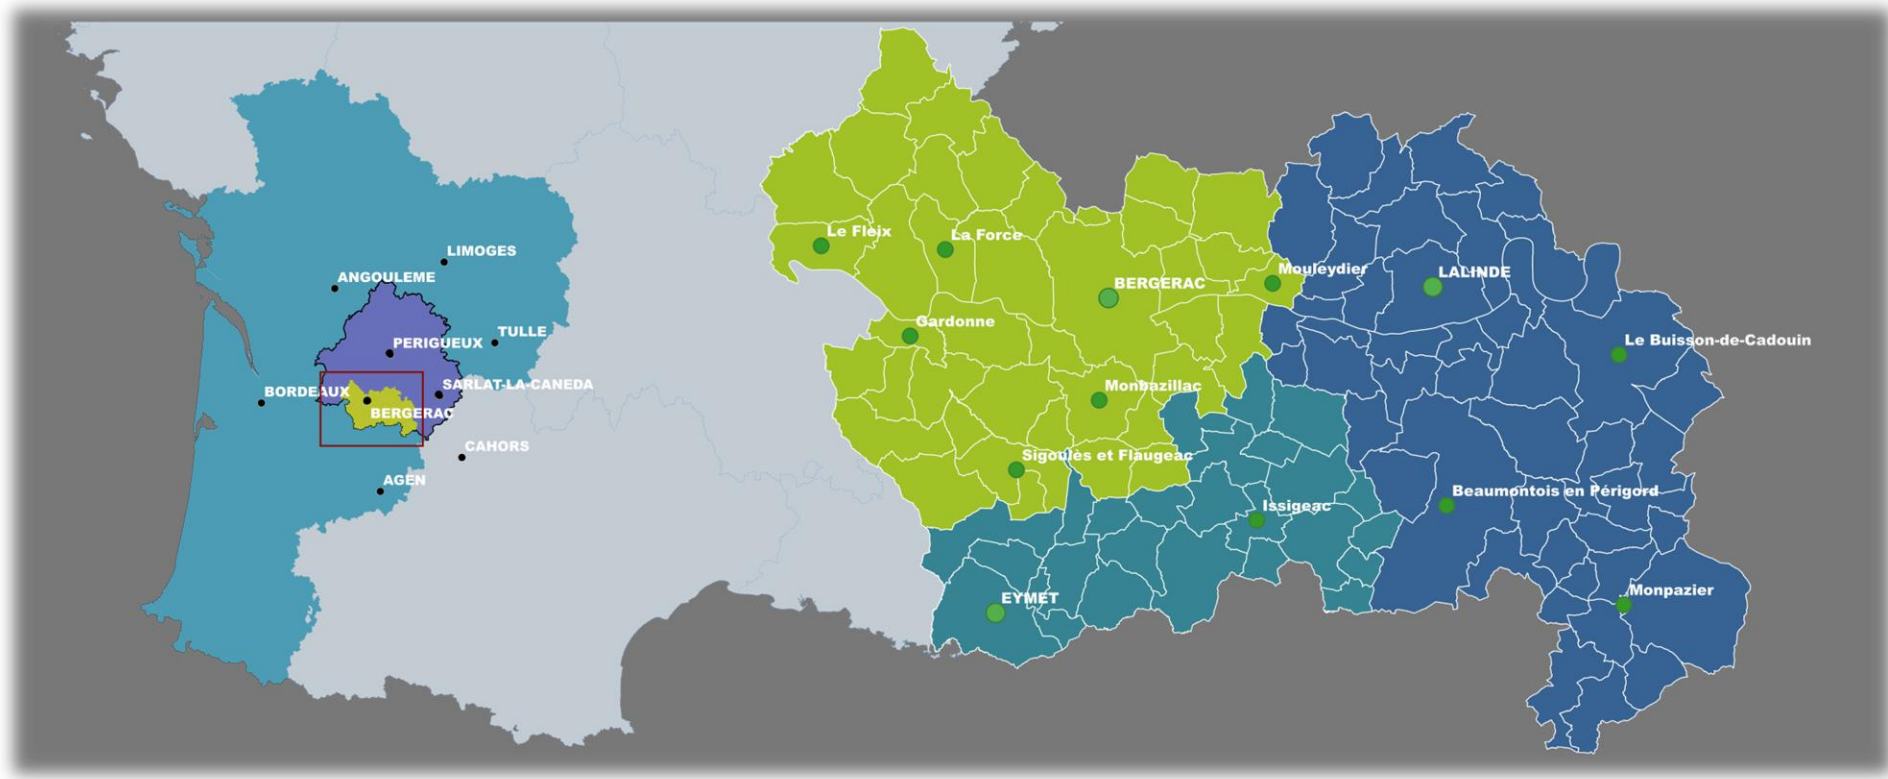 LIMOGES
ANGOULEME
TULLE
PERIGUEUX
SARLAT-LA-CANEDA
BORDEAUX
BERGERAC
CAHORS
AGEN
Le Fleix
La Force
BERGERAC
Mouleydier
LALINDE
Gardonne
Le Buisson-de-Cadouin
Monbazillac
Sigoulès et Flaugeac
Beaumontois en Périgord
Issigeac
EYMET
Monpazier